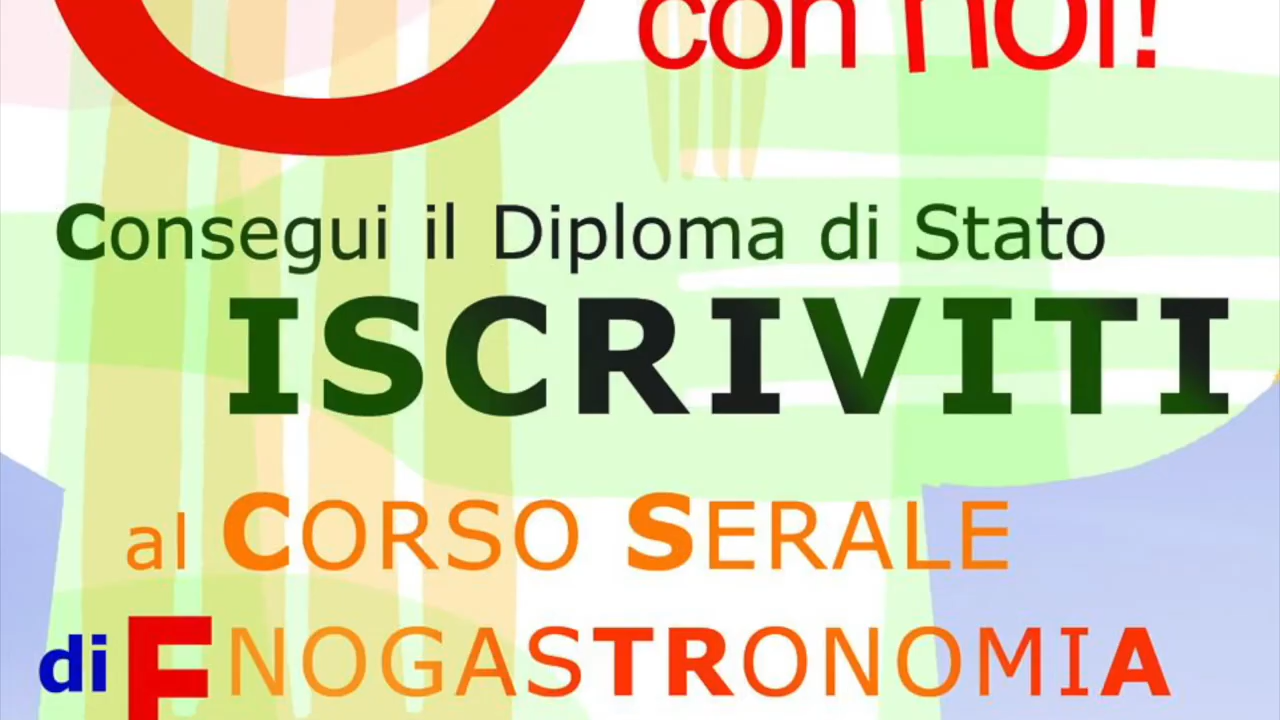 con noi!
Consegui il Diploma di Stato
ISCRIVITI
al CORSO SERALE
di ENOGASTRONOMIA